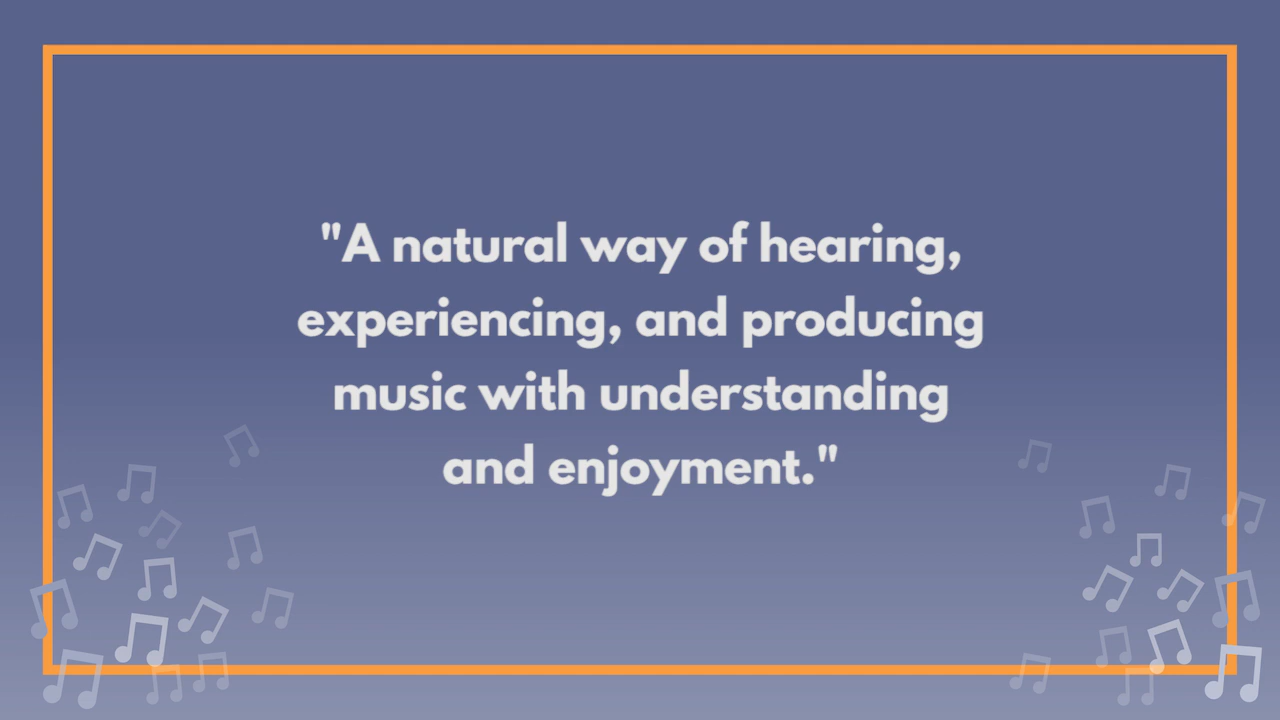 "A natural way of hearing,
experiencing, and producing
music with understanding
and enjoyment."